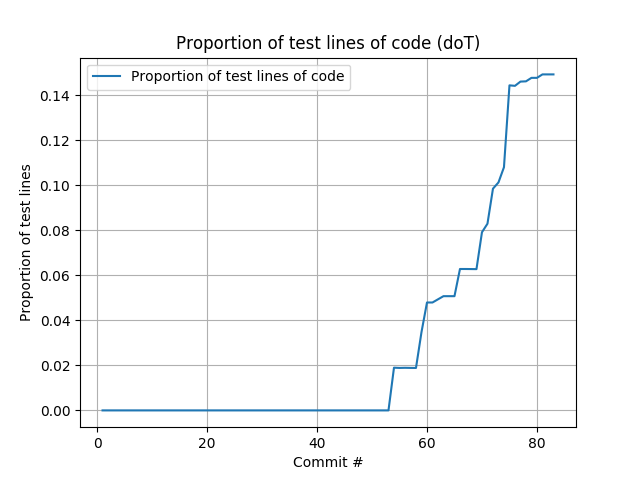 Proportion of test lines of code (doT)
Proportion of test lines of code
Proportion of test lines
0.14
0.12
0.10
0.08
0.06
0.04
0.02
0.00
0 20 40 60 80
Commit #